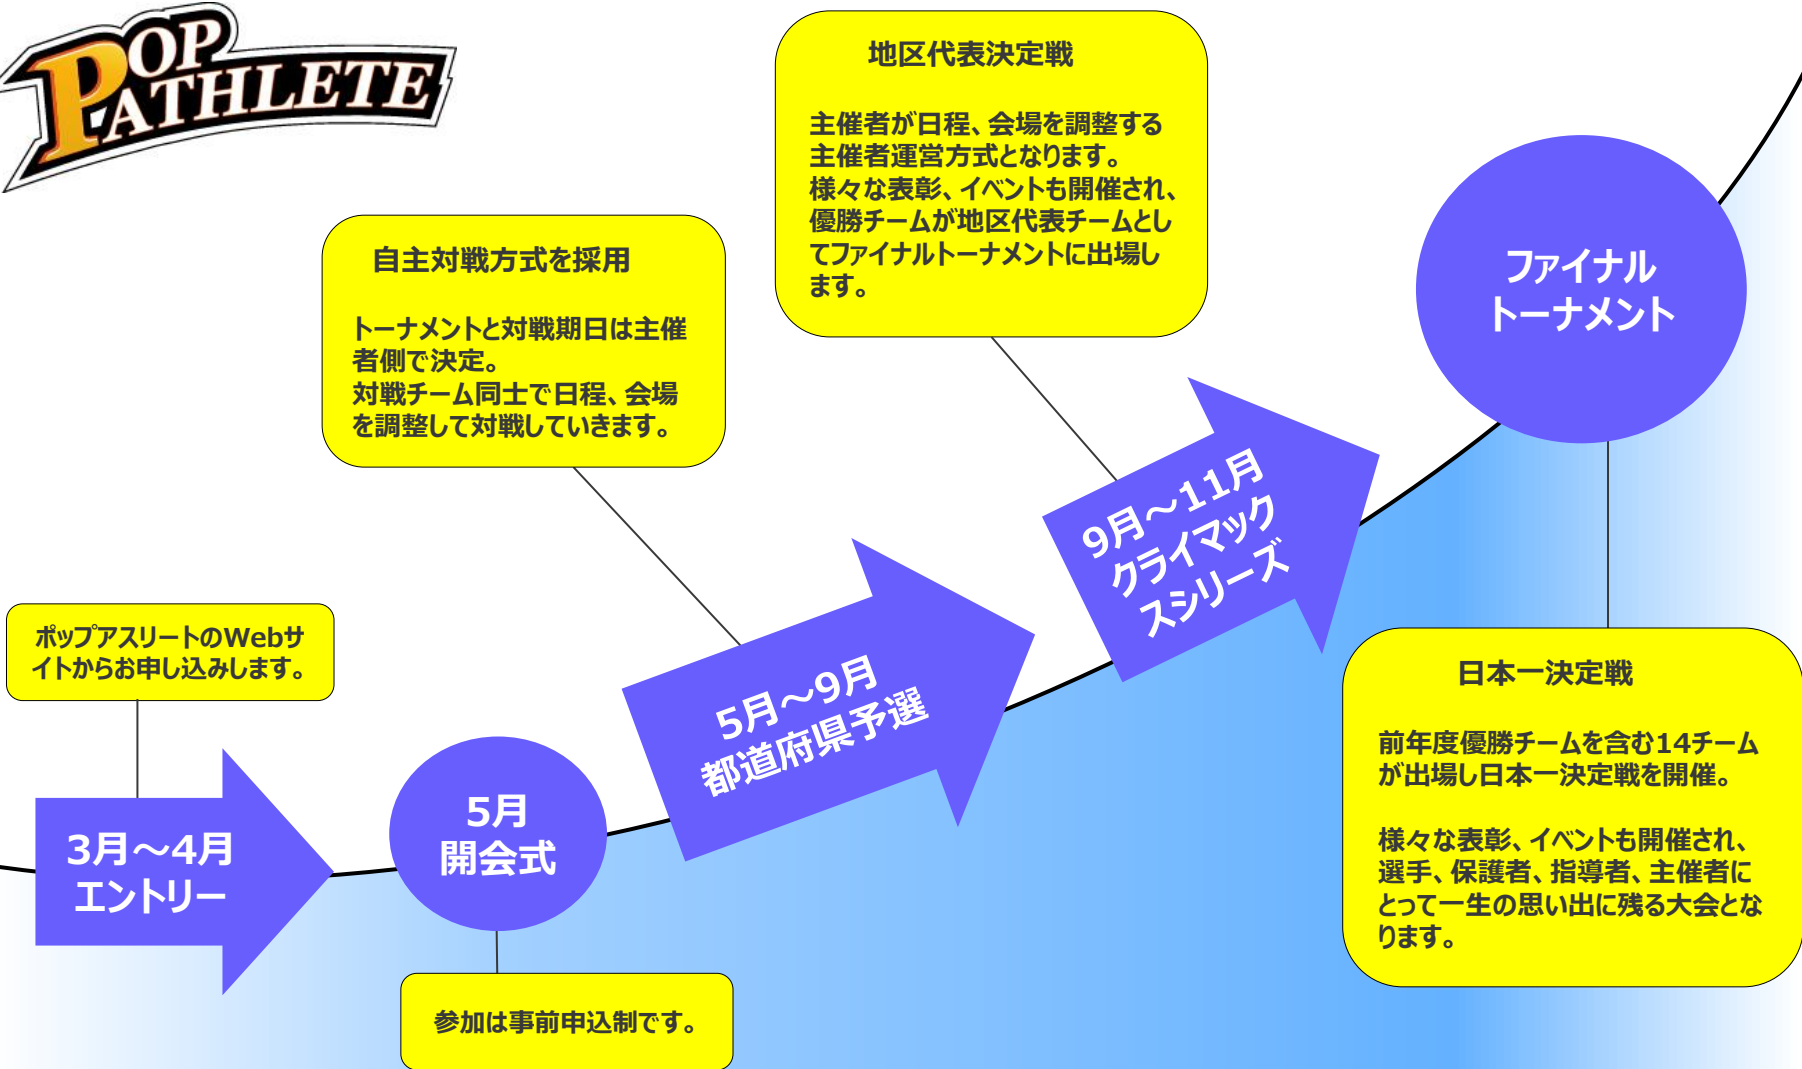 POP
ATHLETE
地区代表決定戦
主催者が日程、会場を調整する
主催者運営方式となります。
様々な表彰、イベントも開催され、
優勝チームが地区代表チームとし
てファイナルトーナメントに出場し
ます。
自主対戦方式を採用
トーナメントと対戦期日は主催
者側で決定。
対戦チーム同士で日程、会場
を調整して対戦していきます。
ファイナル
トーナメント
9月～11月
クライマック
スシリーズ
ポップアスリートのWebサ
イトからお申し込みします。
5月～9月
都道府県予選
日本一決定戦
前年度優勝チームを含む14チーム
が出場し日本一決定戦を開催。
様々な表彰、イベントも開催され、
選手、保護者、指導者、主催者に
とって一生の思い出に残る大会とな
ります。
3月～4月
エントリー
5月
開会式
参加は事前申込制です。